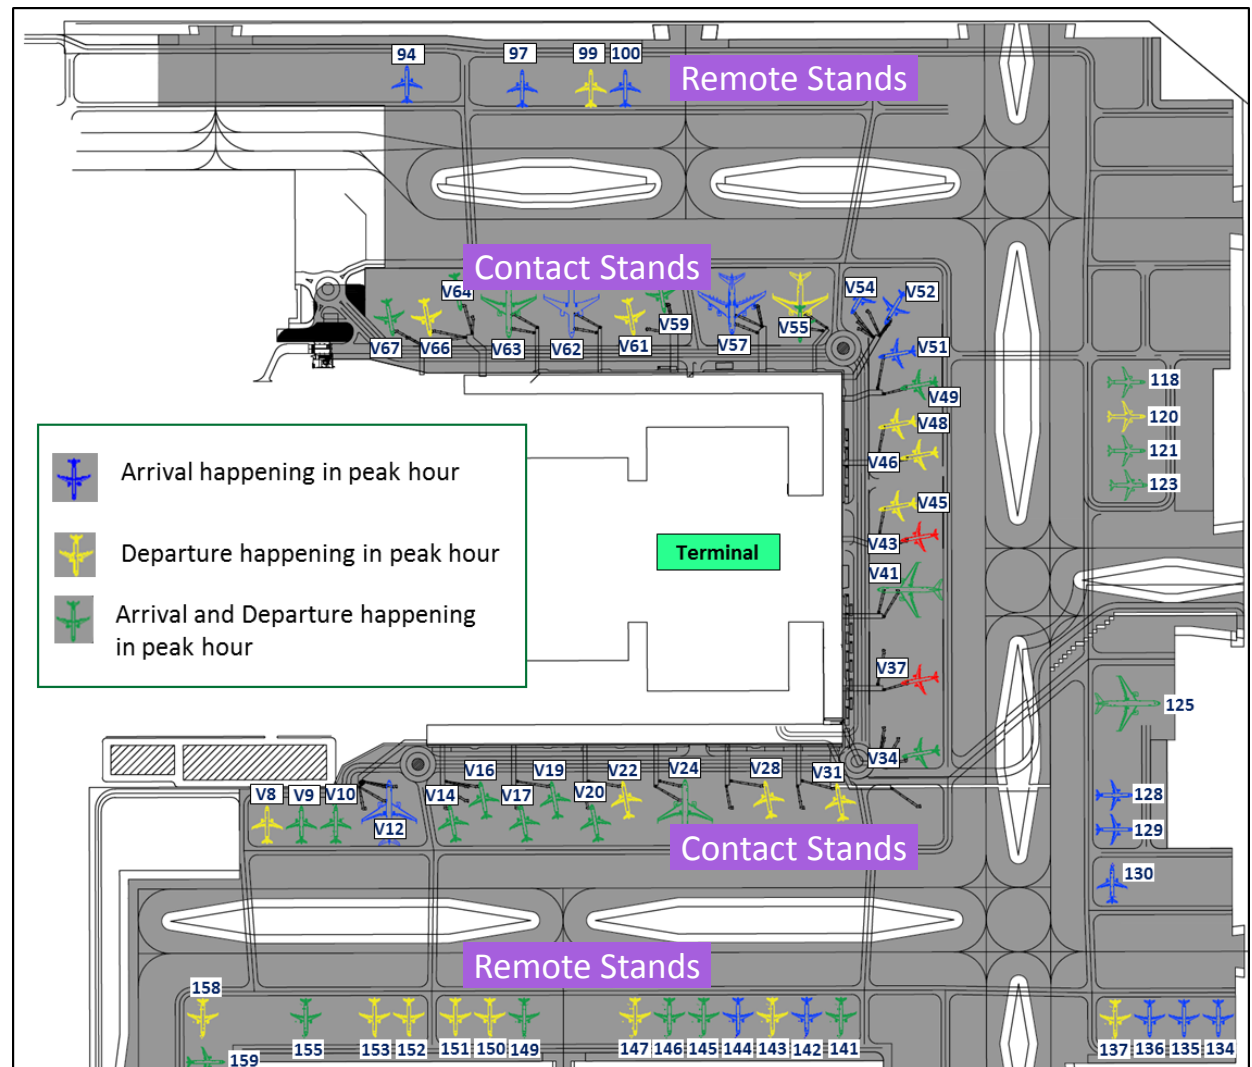 94
97
99
100
Remote Stands
Contact Stands
V64
V54
V52
V67
V66
V63
V62
V61
V59
V57
V55
V51
V49
V48
V46
V45
V43
V41
V37
V34
118
120
121
123
Arrival happening in peak hour
Departure happening in peak hour
Arrival and Departure happening
in peak hour
Terminal
125
128
129
130
V8
V9
V10
V12
V14
V16
V17
V19
V20
V22
V24
V28
V31
Contact Stands
Remote Stands
158
159
155
153
152
151
150
149
147
146
145
144
143
142
141
137
136
135
134